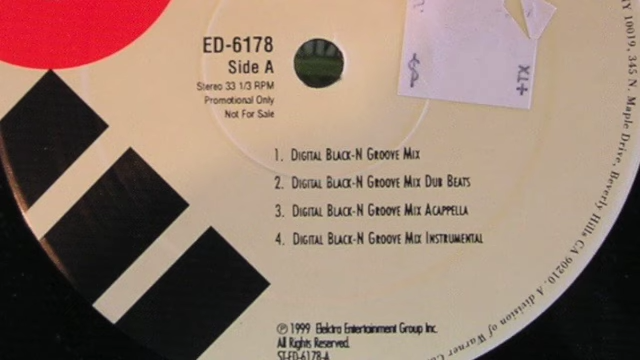 ED-6178
Side A
Stereo 33 1/3 RPM
Promotional Only
Not For Sale
1. Digital Black-N Groove Mix
2. Digital Black-N Groove Mix Dub Beats
3. Digital Black-N Groove Mix Acappella
4. Digital Black-N Groove Mix Instrumental
℗ 1999 Elektra Entertainment Group Inc.
All Rights Reserved.
ST-ED-6178-A
NY 10019, 345 N. Maple Drive, Beverly Hills CA 90210. A division of Warner